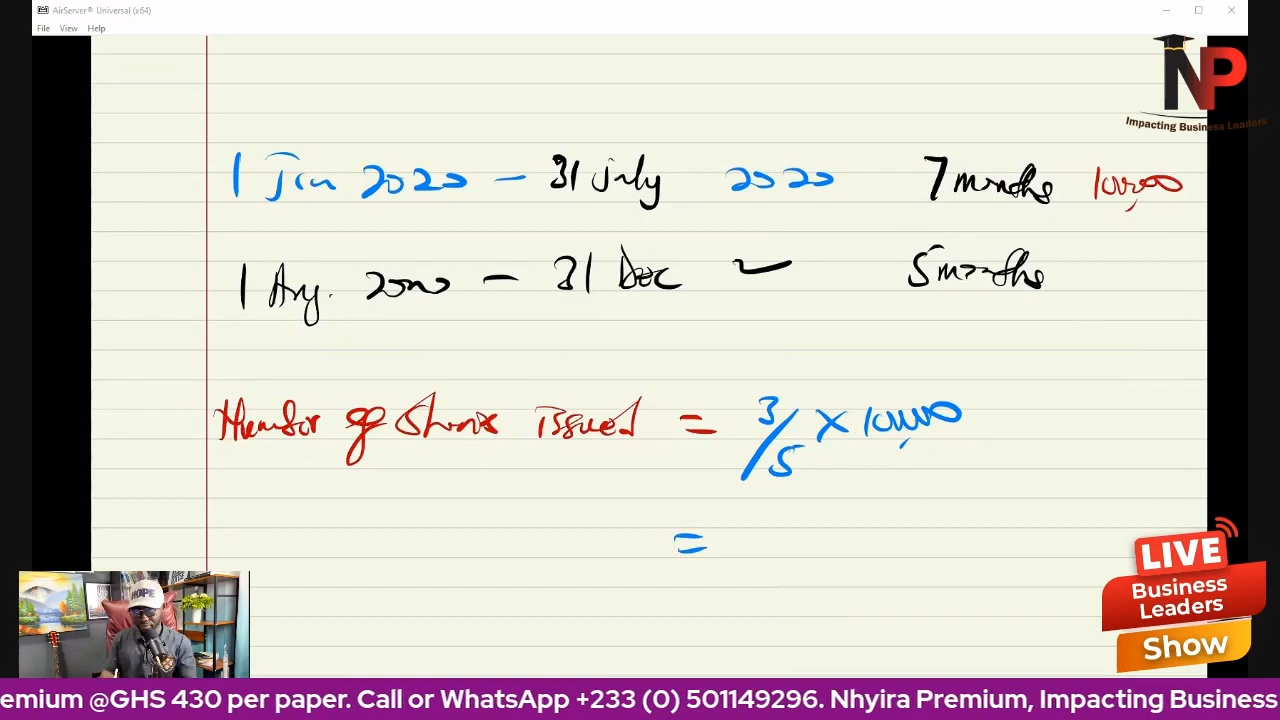 AirServer® Universal (x64)
File View Help
NP
Impacting Business Leaders
1 Jan 2020 - 31 July 2020 7 months 10,000
1 Aug. 2020 - 31 Dec 5 months
Number of Shares issued = 3/5 × 10,000
=
HOPE
LIVE
Business
Leaders
Show
emium @GHS 430 per paper. Call or WhatsApp +233 (0) 501149296. Nhyira Premium, Impacting Business